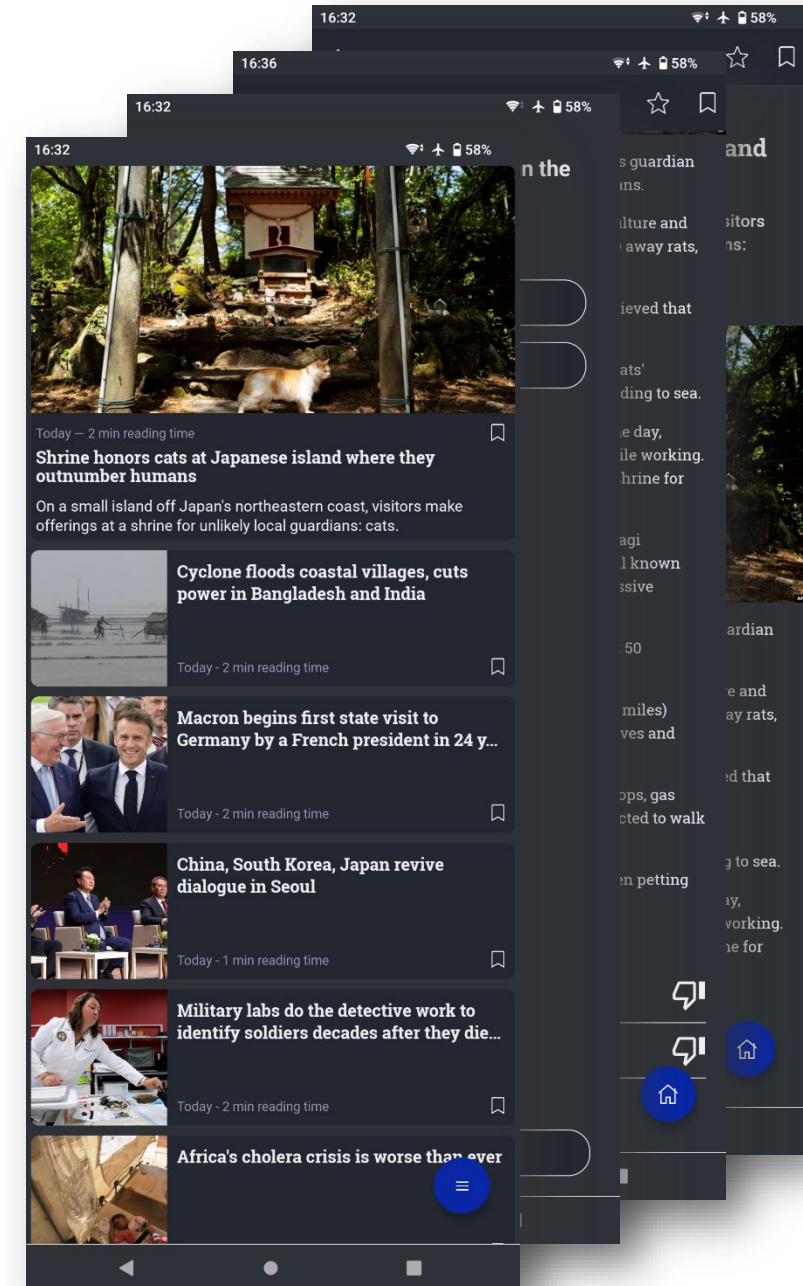 16:32
58%
16:36
58%
16:32
58%
16:32
58%
Today — 2 min reading time
Shrine honors cats at Japanese island where they
outnumber humans
On a small island off Japan's northeastern coast, visitors make
offerings at a shrine for unlikely local guardians: cats.
Cyclone floods coastal villages, cuts
power in Bangladesh and India
Today - 2 min reading time
Macron begins first state visit to
Germany by a French president in 24 y...
Today - 2 min reading time
China, South Korea, Japan revive
dialogue in Seoul
Today - 1 min reading time
Military labs do the detective work to
identify soldiers decades after they die...
Today - 2 min reading time
Africa's cholera crisis is worse than ever
n the
s guardian
ans.
ulture and
away rats,
ieved that
ats'
ding to sea.
e day,
ile working.
hrine for
agi
l known
ssive
50
miles)
ves and
ops, gas
cted to walk
en petting
and
sitors
ns:
ardian
e and
ay rats,
d that
g to sea.
ay,
vorking.
ne for